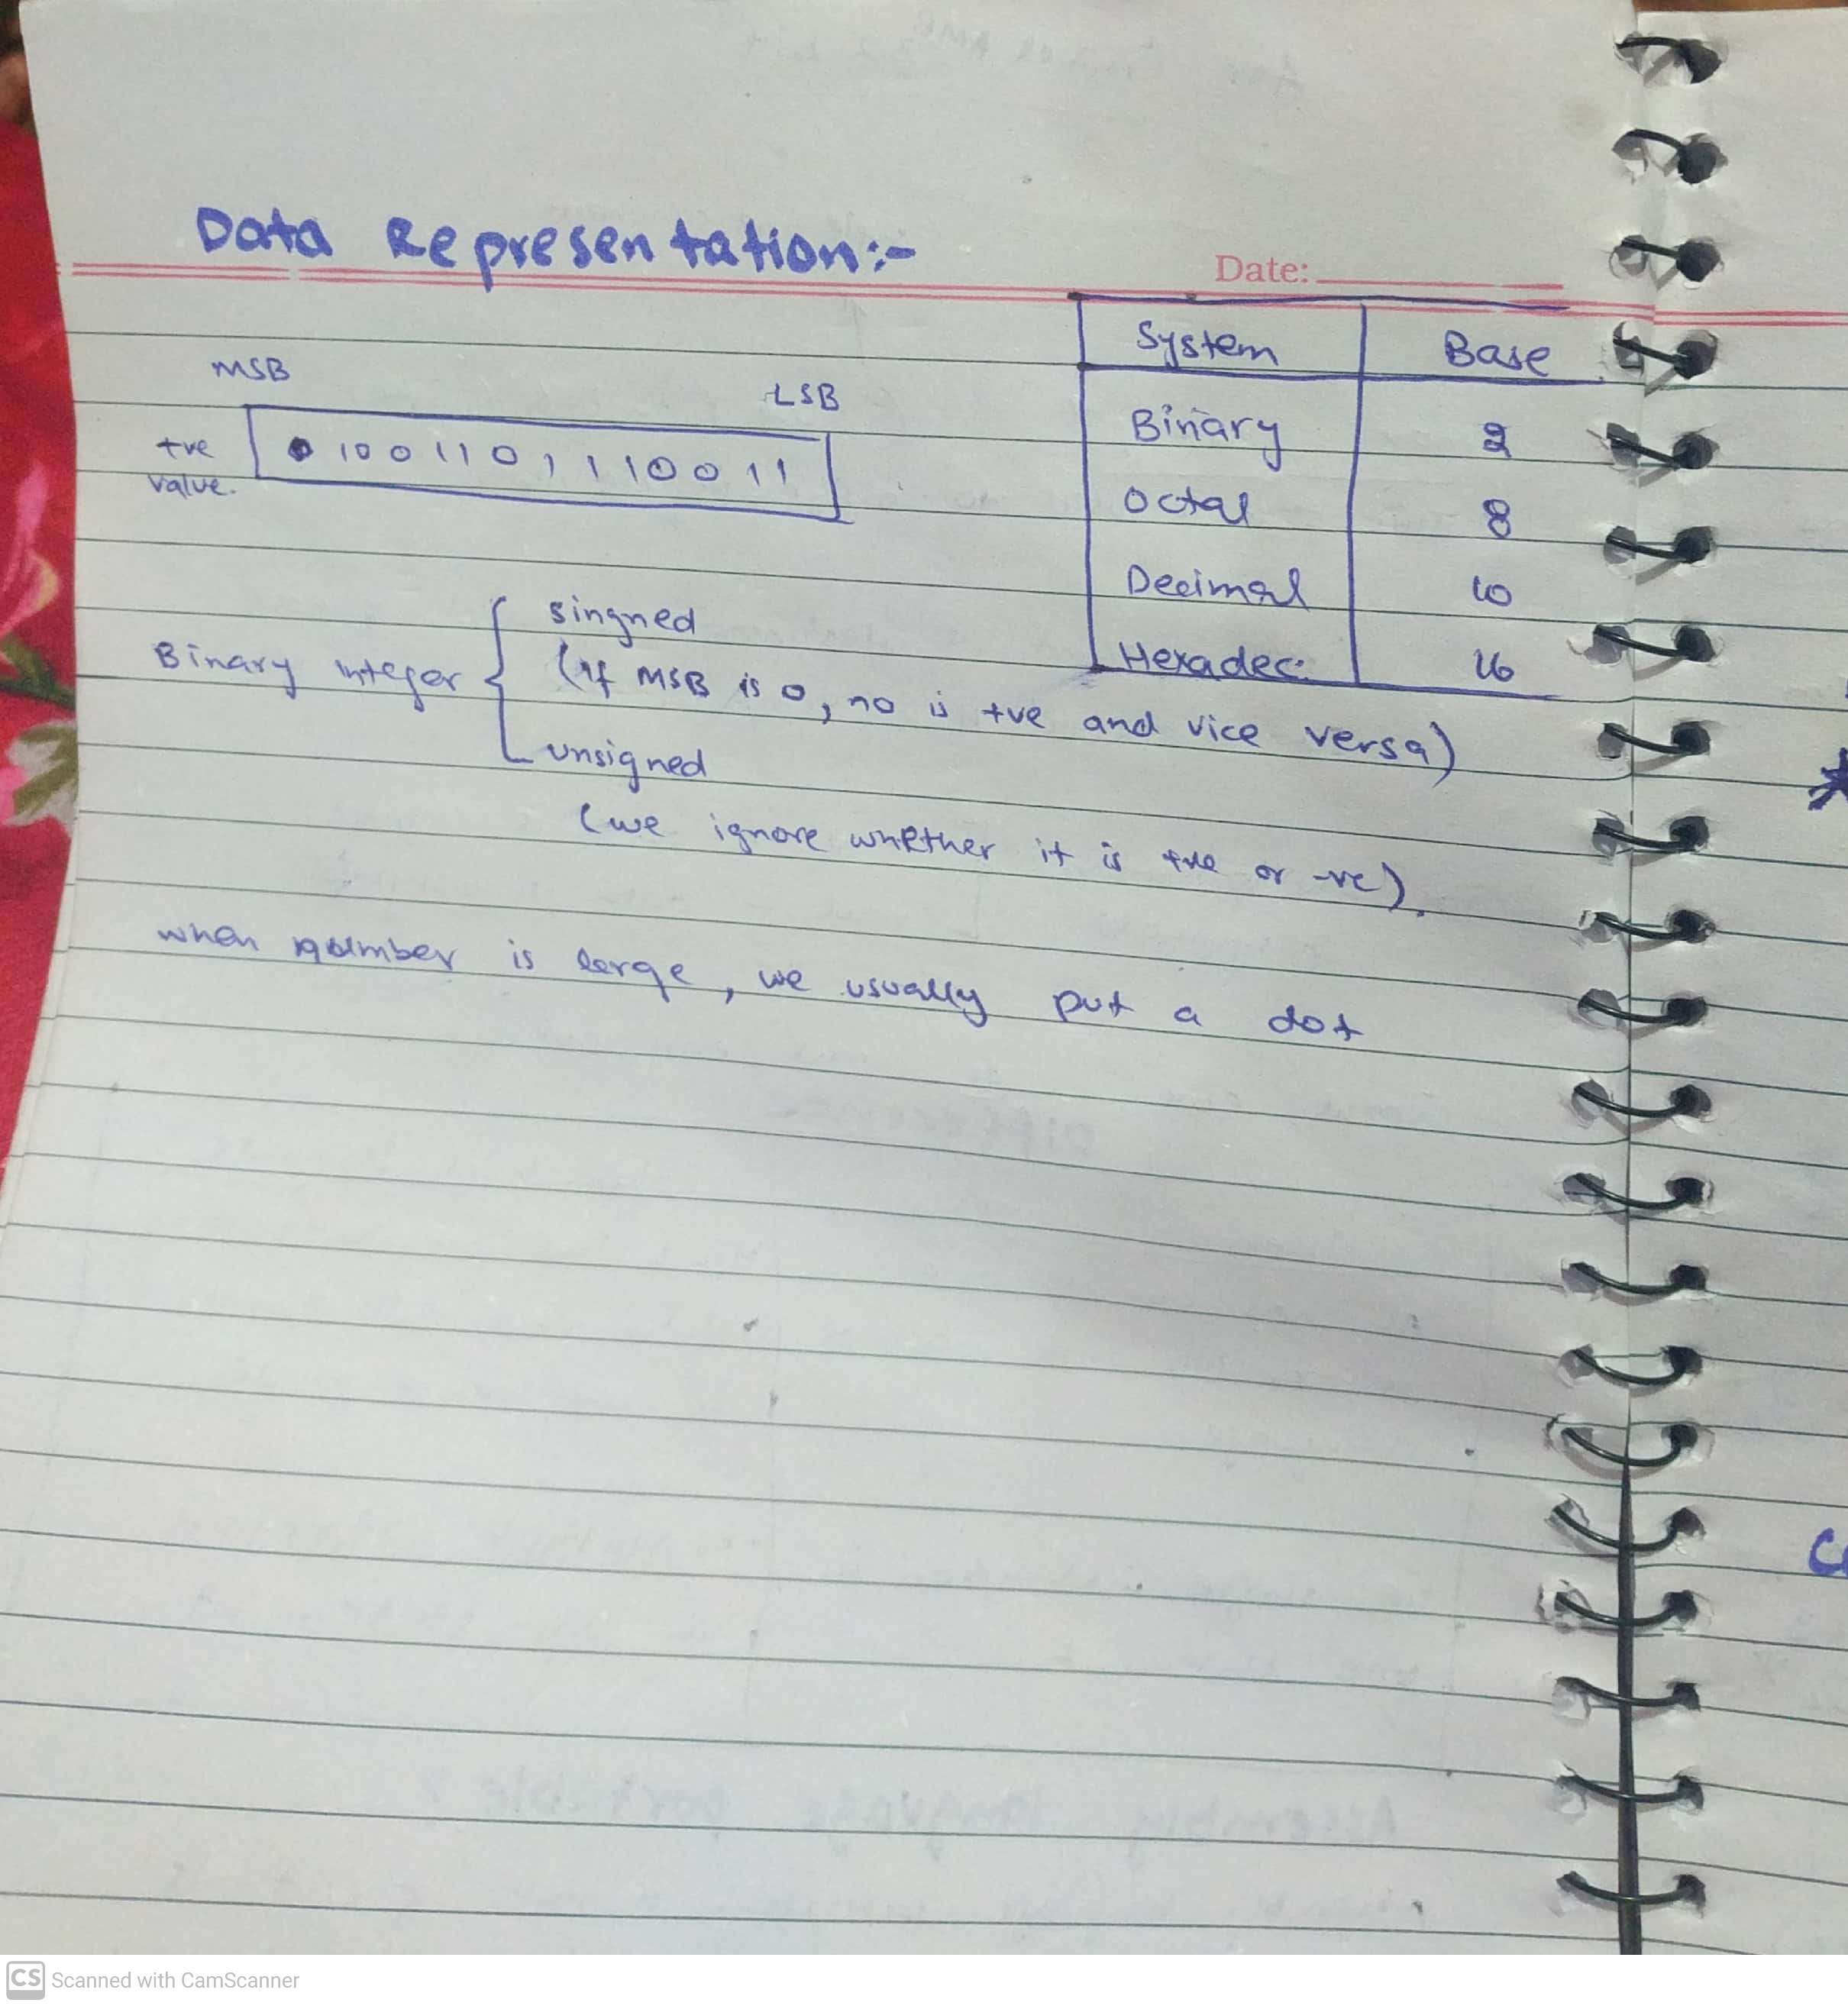 Data Representation:-
Date:
System Base
Binary 2
Octal 8
Decimal 10
Hexadec: 16
MSB
LSB
+ve
value.
0 1 0 0 1 1 0 1 1 1 0 0 1 1
Binary integer
singned
(if MSB is 0, no is +ve and vice versa)
unsigned
(we ignore whether it is +ve or -ve).
when number is lerge, we usually put a dot
CS Scanned with CamScanner